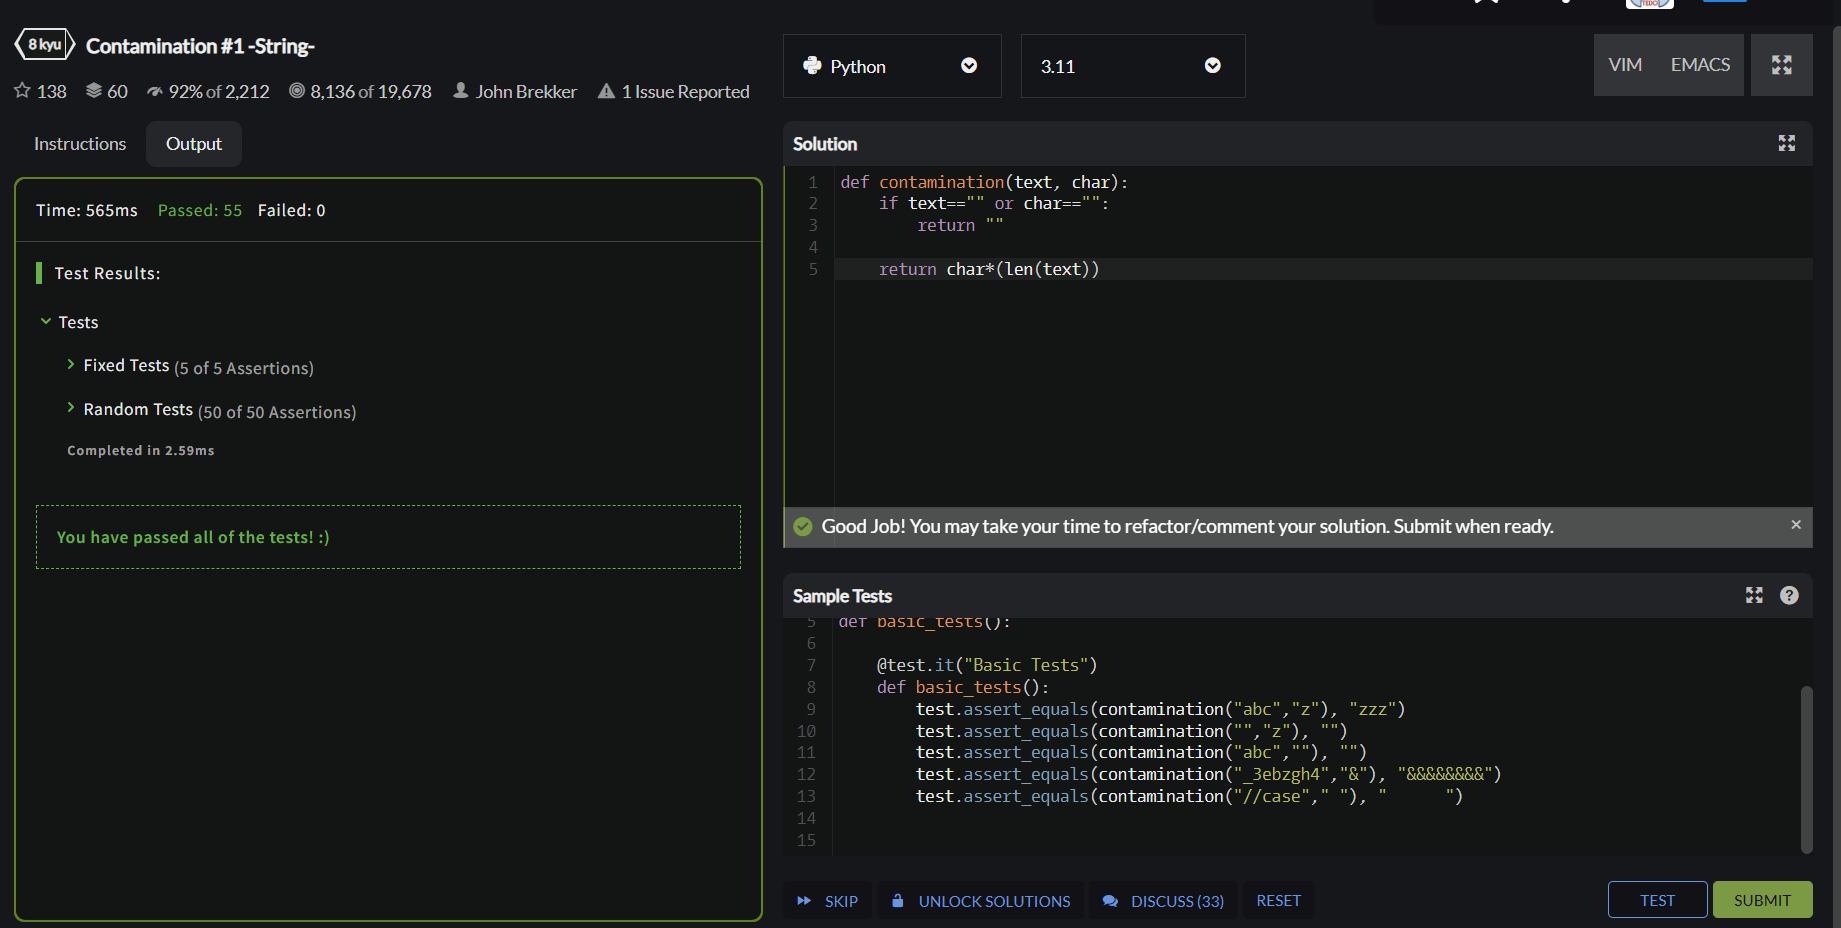 8 kyu
Contamination #1 -String-
138 60 92% of 2,212 8,136 of 19,678 John Brekker 1 Issue Reported
Instructions Output
Time: 565ms Passed: 55 Failed: 0
Test Results:
Tests
Fixed Tests (5 of 5 Assertions)
Random Tests (50 of 50 Assertions)
Completed in 2.59ms
You have passed all of the tests! :)
Python 3.11 VIM EMACS
Solution
1 def contamination(text, char):
2     if text=="" or char=="":
3         return ""
4
5     return char*(len(text))
Good Job! You may take your time to refactor/comment your solution. Submit when ready. ×
Sample Tests ?
5 def basic_tests():
6
7     @test.it("Basic Tests")
8     def basic_tests():
9         test.assert_equals(contamination("abc","z"), "zzz")
10         test.assert_equals(contamination("","z"), "")
11         test.assert_equals(contamination("abc",""), "")
12         test.assert_equals(contamination("_3ebzgh4","&"), "&&&&&&&&")
13         test.assert_equals(contamination("//case"," "), "      ")
14
15
SKIP UNLOCK SOLUTIONS DISCUSS (33) RESET TEST SUBMIT